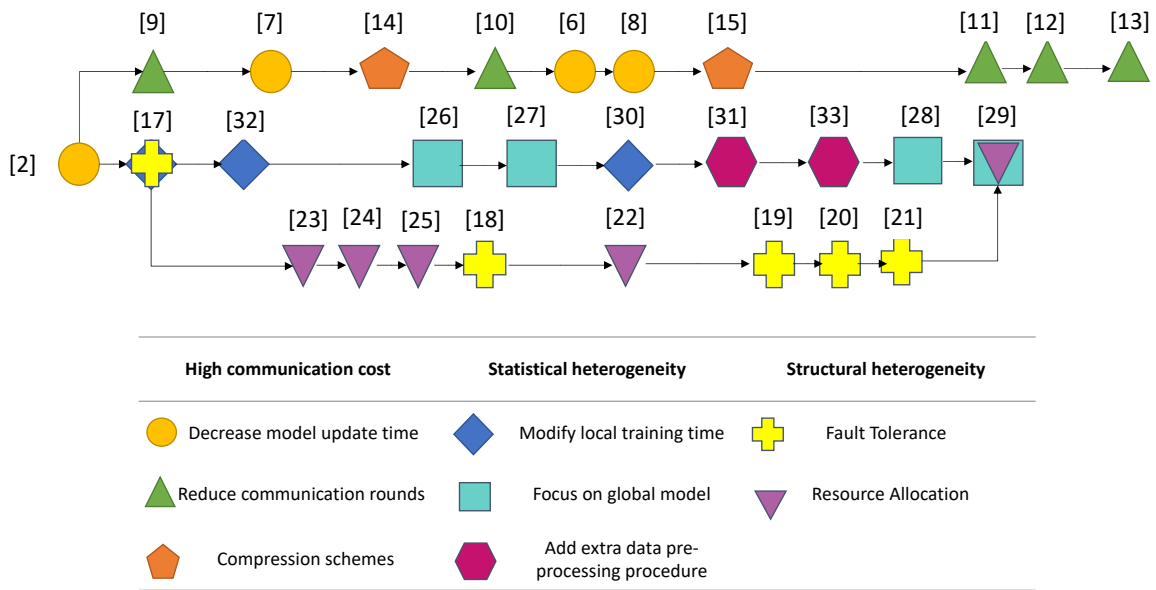 [9] [7] [14] [10] [6] [8] [15] [11] [12] [13]
[2] [17] [32] [26] [27] [30] [31] [33] [28] [29]
[23] [24] [25] [18] [22] [19] [20] [21]
High communication cost Statistical heterogeneity Structural heterogeneity
Decrease model update time Modify local training time Fault Tolerance
Reduce communication rounds Focus on global model Resource Allocation
Compression schemes Add extra data pre-
processing procedure